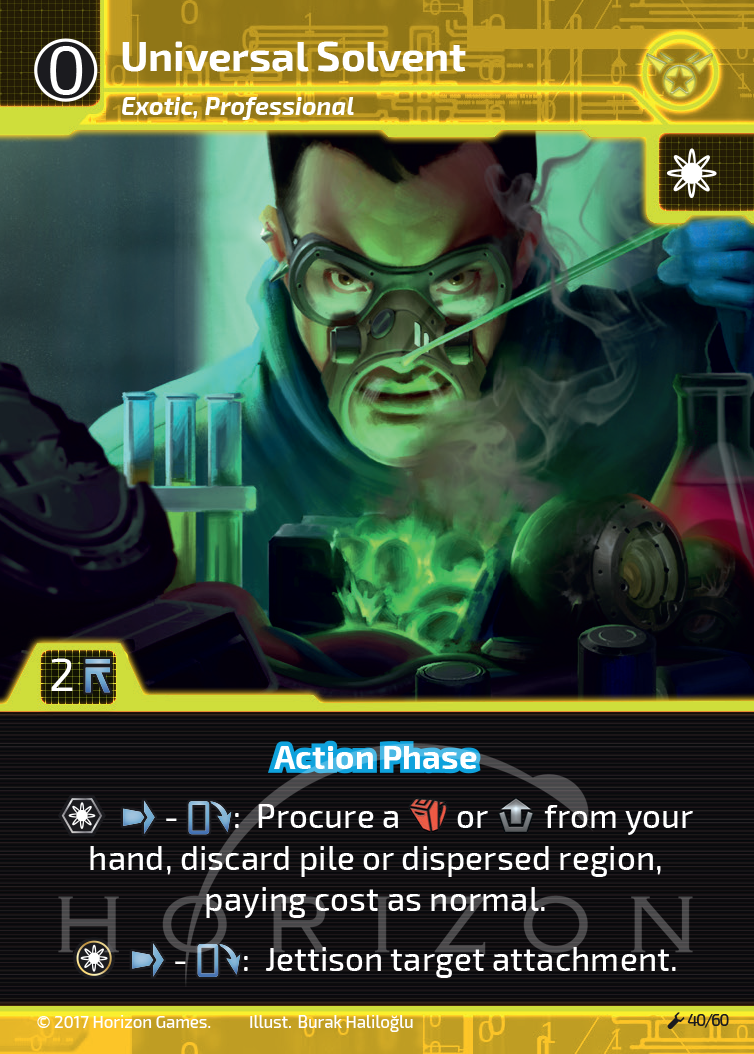 0
Universal Solvent
Exotic, Professional
2
Action Phase
- : Procure a or from your
hand, discard pile or dispersed region,
paying cost as normal.
HORIZON
- : Jettison target attachment.
© 2017 Horizon Games. Illust. Burak Haliloğlu 40/60